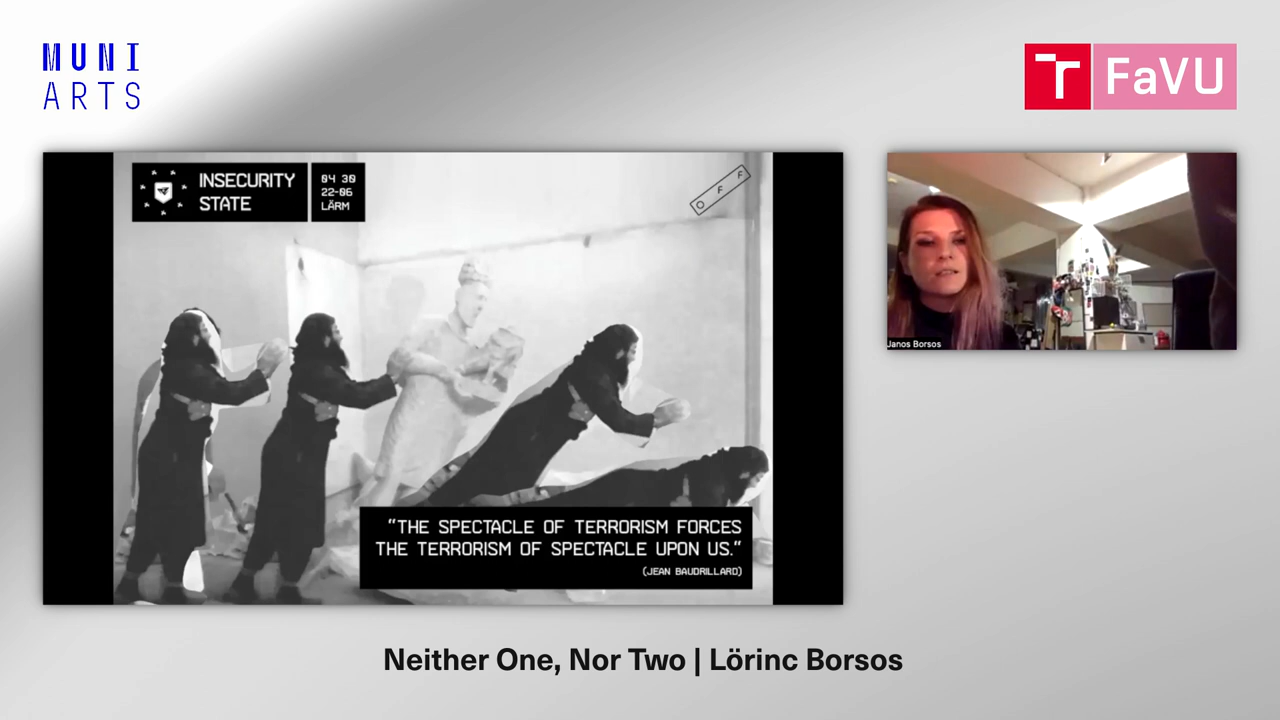 MUNI
ARTS
FaVU
INSECURITY
STATE
04 30
22-06
LÄRM
OFF
"THE SPECTACLE OF TERRORISM FORCES
THE TERRORISM OF SPECTACLE UPON US."
(JEAN BAUDRILLARD)
Janos Borsos
Neither One, Nor Two | Lörinc Borsos